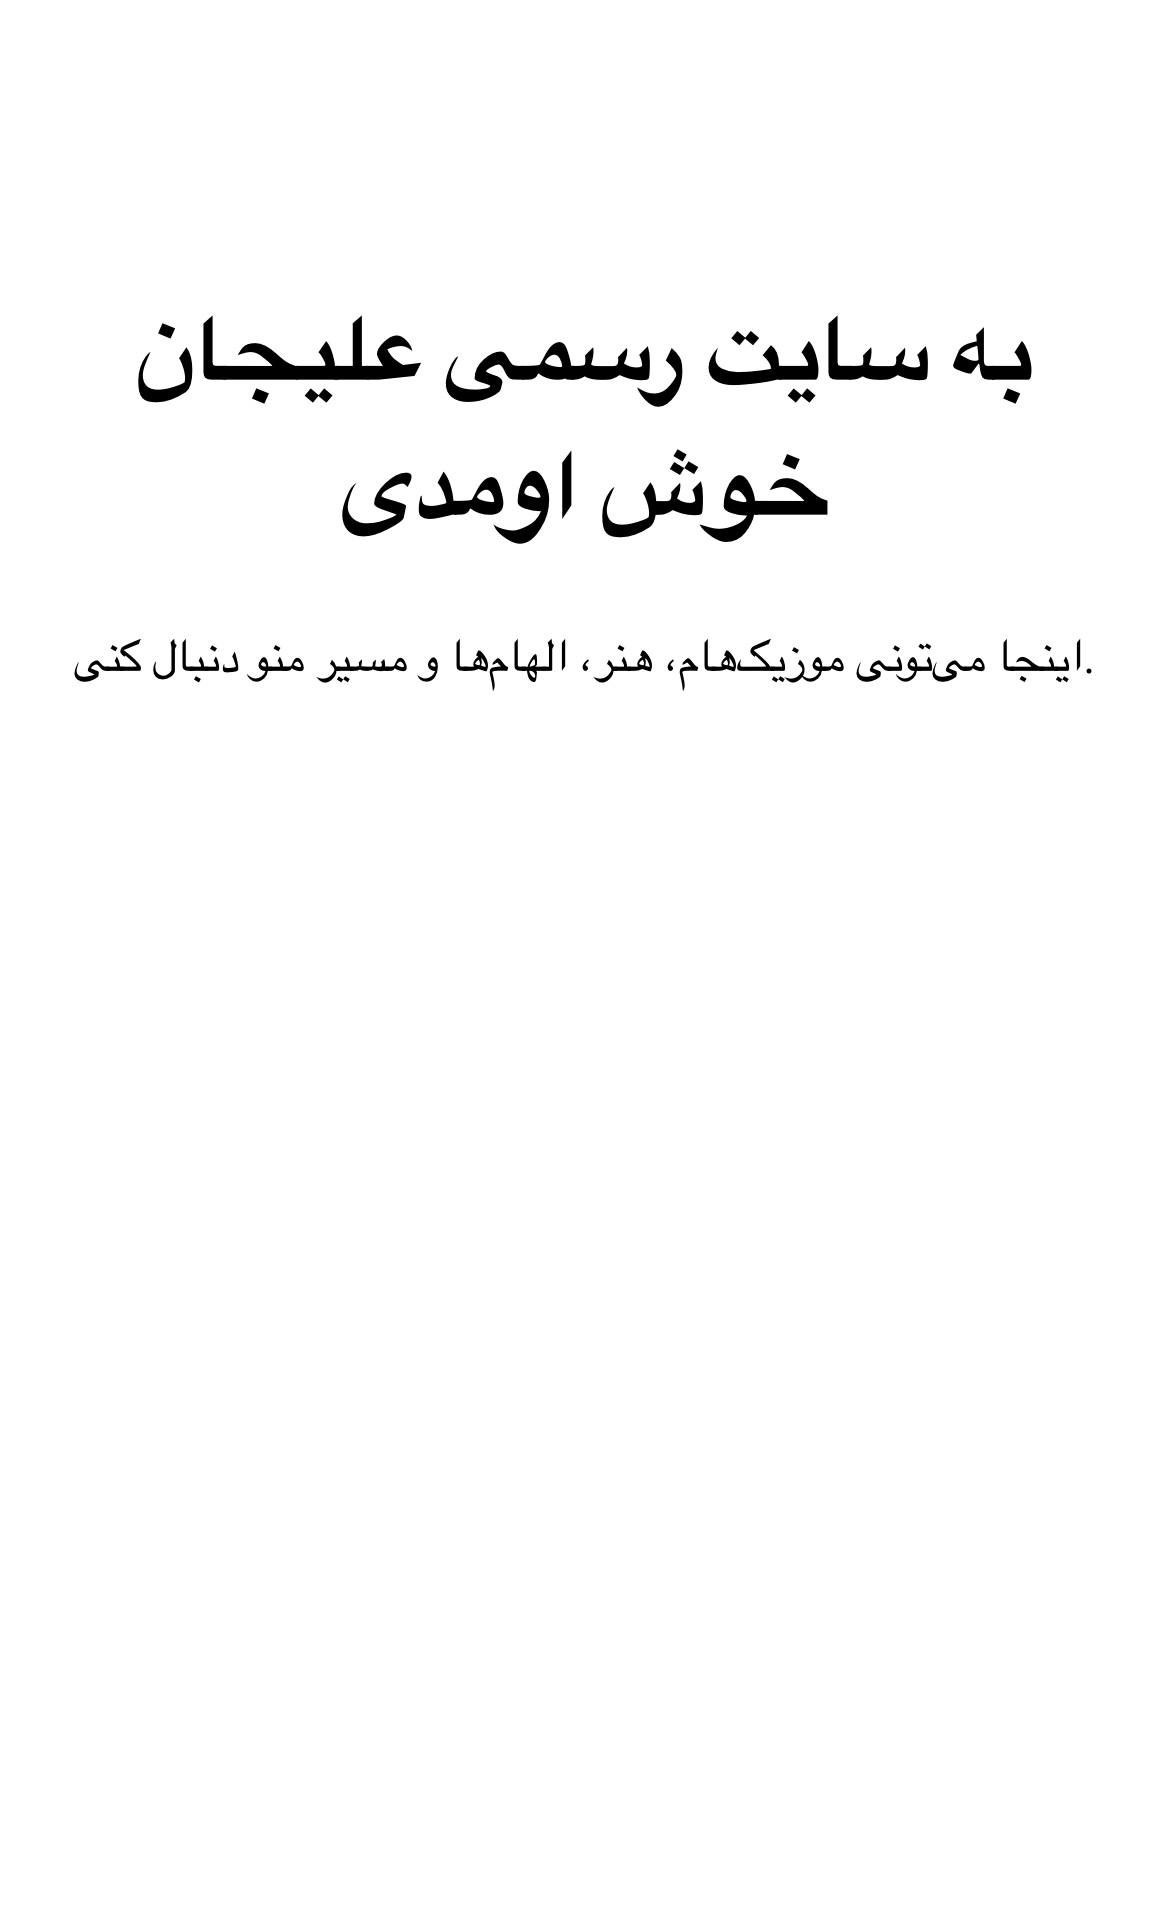 به سایت رسمی علیجان
خوش اومدی
اینجا می‌تونی موزیک‌هام، هنر، الهام‌ها و مسیر منو دنبال کنی.